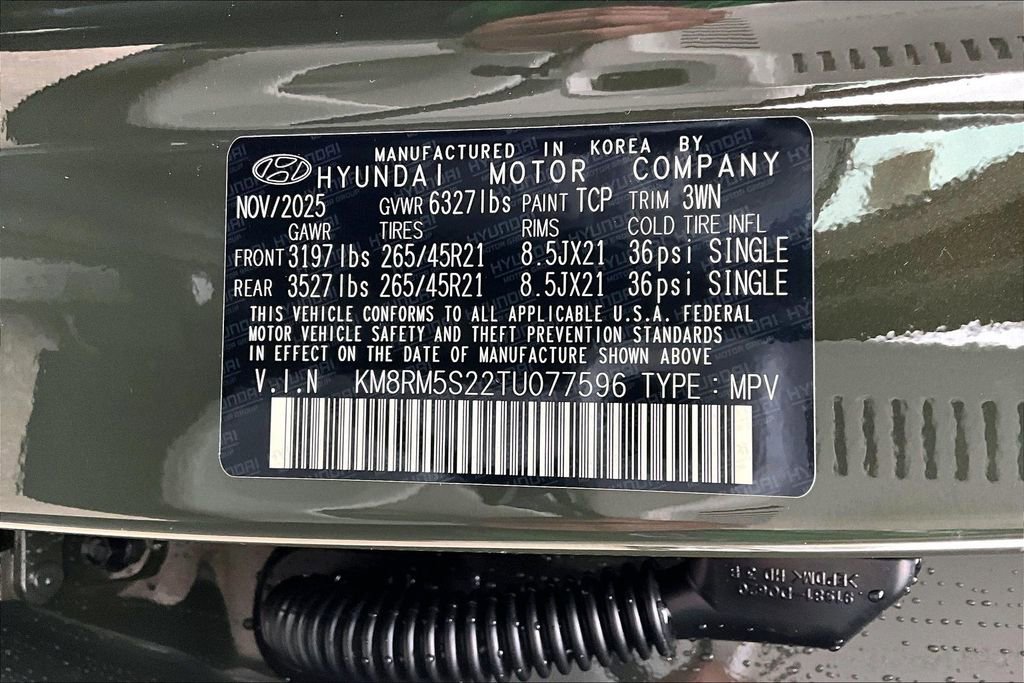 MANUFACTURED IN KOREA BY
HYUNDAI MOTOR COMPANY
NOV/2025 GVWR 6327lbs PAINT TCP TRIM 3WN
GAWR TIRES RIMS COLD TIRE INFL
FRONT 3197lbs 265/45R21 8.5JX21 36psi SINGLE
REAR 3527lbs 265/45R21 8.5JX21 36psi SINGLE
THIS VEHICLE CONFORMS TO ALL APPLICABLE U.S.A. FEDERAL
MOTOR VEHICLE SAFETY AND THEFT PREVENTION STANDARDS
IN EFFECT ON THE DATE OF MANUFACTURE SHOWN ABOVE
V.I.N KM8RM5S22TU077596 TYPE : MPV